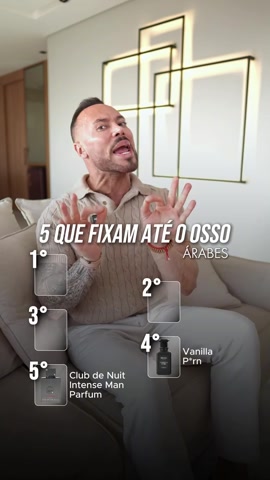 5 QUE FIXAM ATÉ O OSSO
ÁRABES
1°
2°
3°
4°
Vanilla
P*rn
5°
Club de Nuit
Intense Man
Parfum